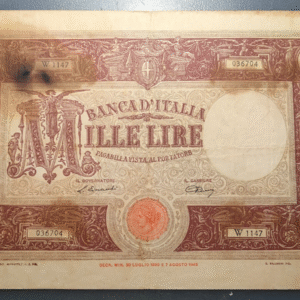 W 1147
036704
BANCA D'ITALIA
MILLE LIRE
PAGABILI A VISTA AL PORTATORE
IL GOVERNATORE
IL CASSIERE
036704
W 1147